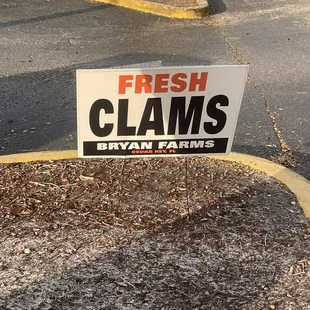 FRESH
CLAMS
BRYAN FARMS
CEDAR KEY, FL